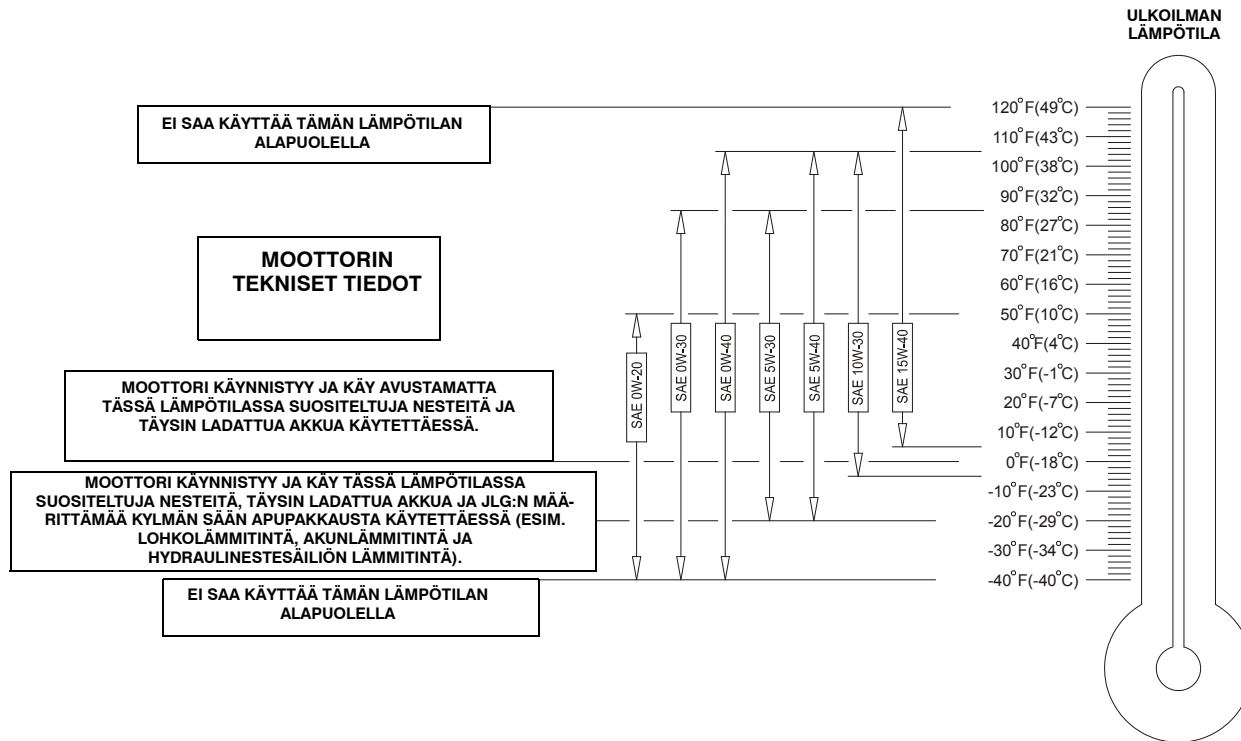 ULKOILMAN
LÄMPÖTILA
EI SAA KÄYTTÄÄ TÄMÄN LÄMPÖTILAN
ALAPUOLELLA
MOOTTORIN
TEKNISET TIEDOT
MOOTTORI KÄYNNISTYY JA KÄY AVUSTAMATTA
TÄSSÄ LÄMPÖTILASSA SUOSITELTUJA NESTEITÄ JA
TÄYSIN LADATTUA AKKUA KÄYTETTÄESSÄ.
MOOTTORI KÄYNNISTYY JA KÄY TÄSSÄ LÄMPÖTILASSA
SUOSITELTUJA NESTEITÄ, TÄYSIN LADATTUA AKKUA JA JLG:N MÄÄ-
RITTÄMÄÄ KYLMÄN SÄÄN APUPAKKAUSTA KÄYTETTÄESSÄ (ESIM.
LOHKOLÄMMITINTÄ, AKUNLÄMMITINTÄ JA
HYDRAULINESTESÄILIÖN LÄMMITINTÄ).
EI SAA KÄYTTÄÄ TÄMÄN LÄMPÖTILAN
ALAPUOLELLA
SAE 0W-20
SAE 0W-30
SAE 0W-40
SAE 5W-30
SAE 5W-40
SAE 10W-30
SAE 15W-40
120°F(49°C)
110°F(43°C)
100°F(38°C)
90°F(32°C)
80°F(27°C)
70°F(21°C)
60°F(16°C)
50°F(10°C)
40°F(4°C)
30°F(-1°C)
20°F(-7°C)
10°F(-12°C)
0°F(-18°C)
-10°F(-23°C)
-20°F(-29°C)
-30°F(-34°C)
-40°F(-40°C)